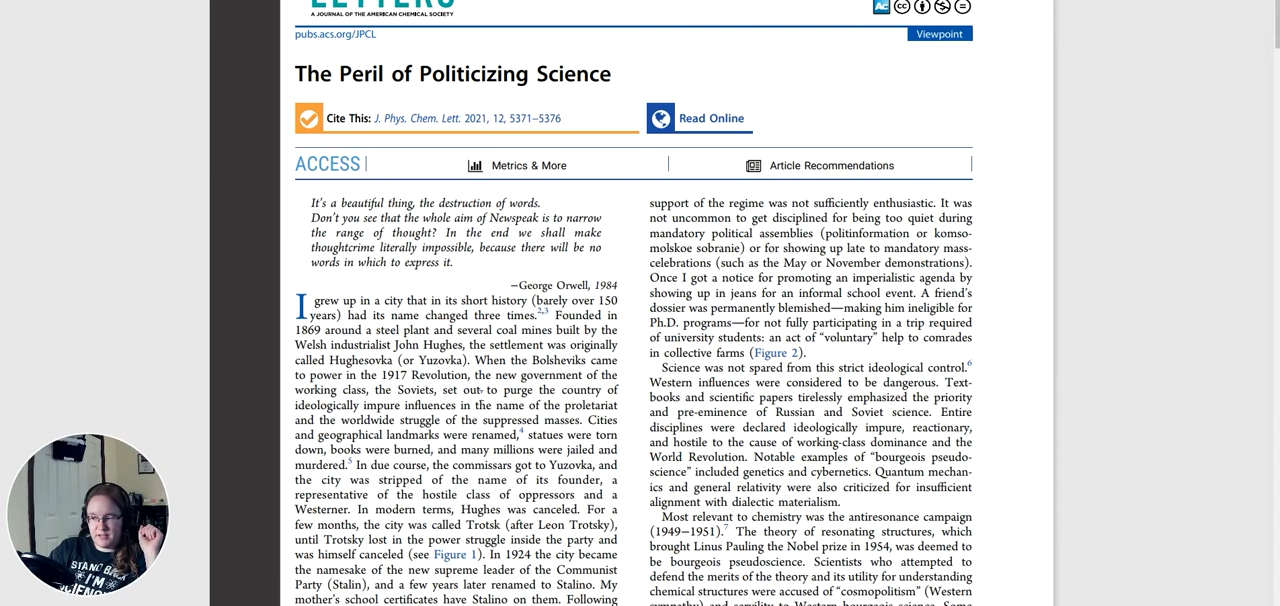 LETTERS
A JOURNAL OF THE AMERICAN CHEMICAL SOCIETY
Ac cc
pubs.acs.org/JPCL
Viewpoint
The Peril of Politicizing Science
Cite This: J. Phys. Chem. Lett. 2021, 12, 5371−5376
Read Online
ACCESS
Metrics & More
Article Recommendations
It's a beautiful thing, the destruction of words.
Don't you see that the whole aim of Newspeak is to narrow
the range of thought? In the end we shall make
thoughtcrime literally impossible, because there will be no
words in which to express it.
−George Orwell, 1984
I grew up in a city that in its short history (barely over 150
years) had its name changed three times.2,3 Founded in
1869 around a steel plant and several coal mines built by the
Welsh industrialist John Hughes, the settlement was originally
called Hughesovka (or Yuzovka). When the Bolsheviks came
to power in the 1917 Revolution, the new government of the
working class, the Soviets, set out to purge the country of
ideologically impure influences in the name of the proletariat
and the worldwide struggle of the suppressed masses. Cities
and geographical landmarks were renamed,4 statues were torn
down, books were burned, and many millions were jailed and
murdered.5 In due course, the commissars got to Yuzovka, and
the city was stripped of the name of its founder, a
representative of the hostile class of oppressors and a
Westerner. In modern terms, Hughes was canceled. For a
few months, the city was called Trotsk (after Leon Trotsky),
until Trotsky lost in the power struggle inside the party and
was himself canceled (see Figure 1). In 1924 the city became
the namesake of the new supreme leader of the Communist
Party (Stalin), and a few years later renamed to Stalino. My
mother's school certificates have Stalino on them. Following
support of the regime was not sufficiently enthusiastic. It was
not uncommon to get disciplined for being too quiet during
mandatory political assemblies (politinformation or komso-
molskoe sobranie) or for showing up late to mandatory mass-
celebrations (such as the May or November demonstrations).
Once I got a notice for promoting an imperialistic agenda by
showing up in jeans for an informal school event. A friend's
dossier was permanently blemished—making him ineligible for
Ph.D. programs—for not fully participating in a trip required
of university students: an act of "voluntary" help to comrades
in collective farms (Figure 2).
Science was not spared from this strict ideological control.6
Western influences were considered to be dangerous. Text-
books and scientific papers tirelessly emphasized the priority
and pre-eminence of Russian and Soviet science. Entire
disciplines were declared ideologically impure, reactionary,
and hostile to the cause of working-class dominance and the
World Revolution. Notable examples of "bourgeois pseudo-
science" included genetics and cybernetics. Quantum mechan-
ics and general relativity were also criticized for insufficient
alignment with dialectic materialism.
Most relevant to chemistry was the antiresonance campaign
(1949−1951).7 The theory of resonating structures, which
brought Linus Pauling the Nobel prize in 1954, was deemed to
be bourgeois pseudoscience. Scientists who attempted to
defend the merits of the theory and its utility for understanding
chemical structures were accused of "cosmopolitism" (Western
sympathy) and servility to Western bourgeois science. Some
STAND BACK
I'M